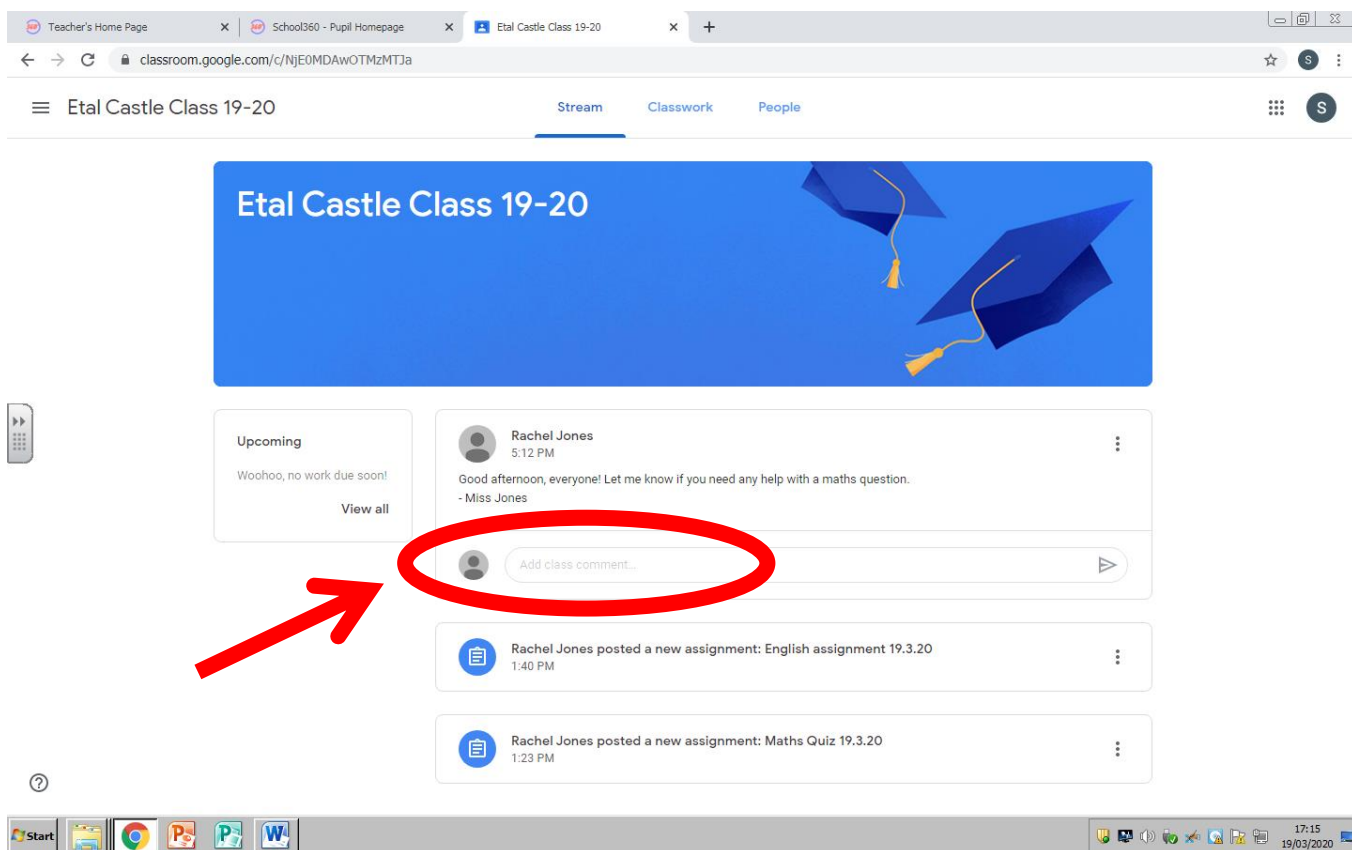 Teacher's Home Page
School360 - Pupil Homepage
Etal Castle Class 19-20
classroom.google.com/c/NjE0MDAwOTMzMTJa
S
Etal Castle Class 19-20
Stream
Classwork
People
S
Etal Castle Class 19-20
Upcoming
Woohoo, no work due soon!
View all
Rachel Jones
5:12 PM
Good afternoon, everyone! Let me know if you need any help with a maths question.
- Miss Jones
Add class comment...
Rachel Jones posted a new assignment: English assignment 19.3.20
1:40 PM
Rachel Jones posted a new assignment: Maths Quiz 19.3.20
1:23 PM
Start
17:15
19/03/2020